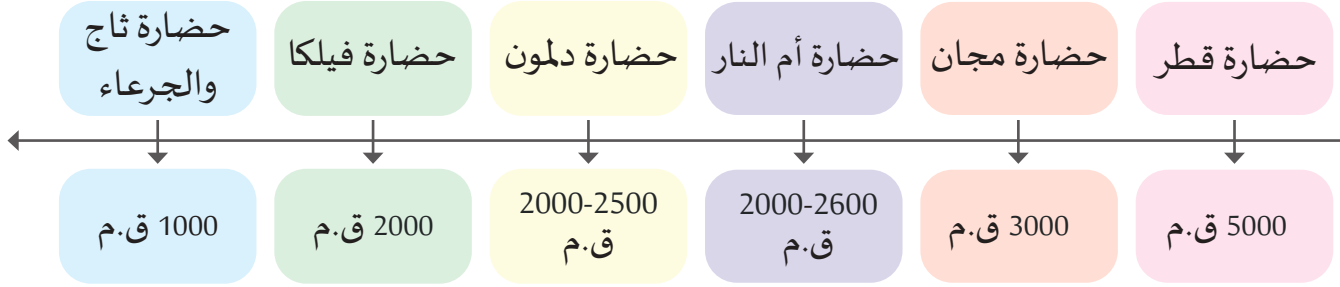 حضارة قطر
حضارة مجان
حضارة أم النار
حضارة دلمون
حضارة فيلكا
حضارة ثاج
والجرعاء
5000 ق.م
3000 ق.م
2000-2600
ق.م
2000-2500
ق.م
2000 ق.م
1000 ق.م